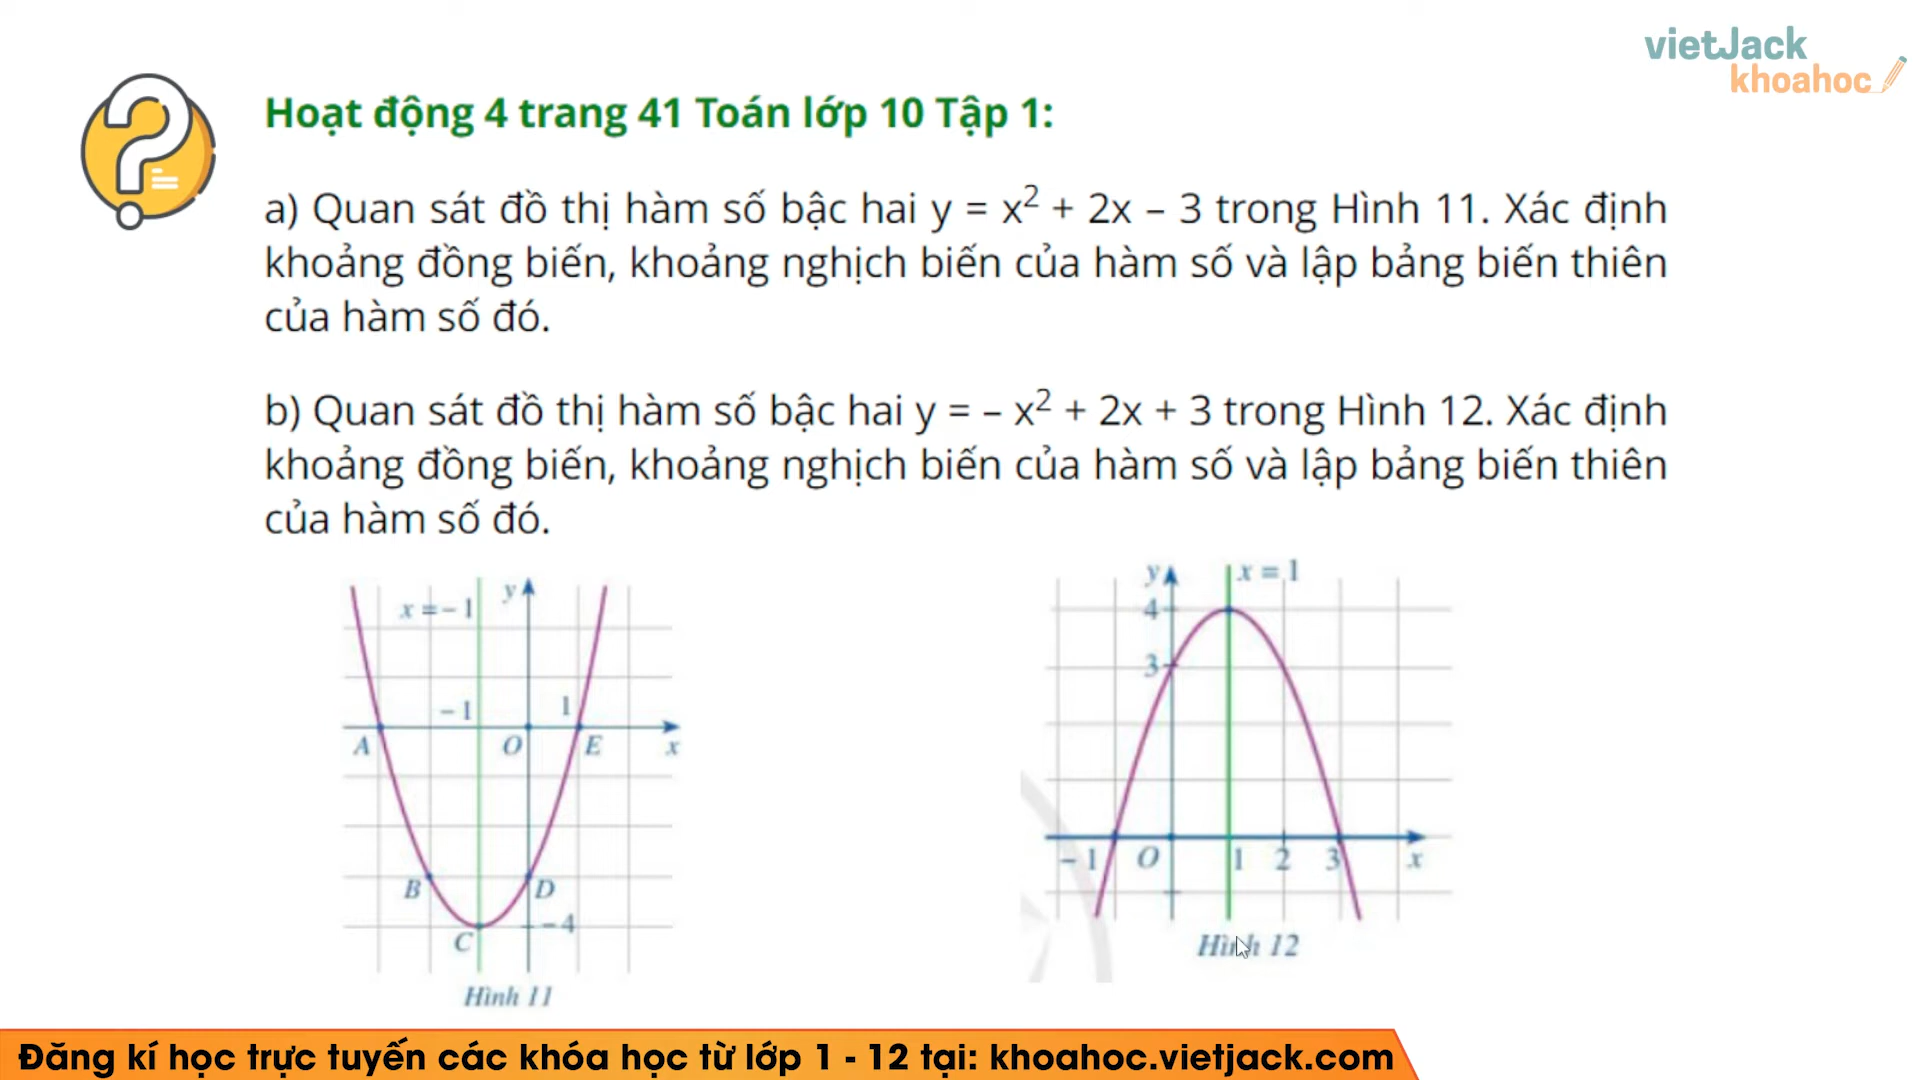 vietJack
khoahoc
Hoạt động 4 trang 41 Toán lớp 10 Tập 1:
a) Quan sát đồ thị hàm số bậc hai y = x² + 2x – 3 trong Hình 11. Xác định
khoảng đồng biến, khoảng nghịch biến của hàm số và lập bảng biến thiên
của hàm số đó.
b) Quan sát đồ thị hàm số bậc hai y = – x² + 2x + 3 trong Hình 12. Xác định
khoảng đồng biến, khoảng nghịch biến của hàm số và lập bảng biến thiên
của hàm số đó.
x = – 1 y
– 1 1
A O E x
B D
– 4
C
Hình 11
y x = 1
4
3
– 1 O 1 2 3 x
Hình 12
Đăng kí học trực tuyến các khóa học từ lớp 1 - 12 tại: khoahoc.vietjack.com